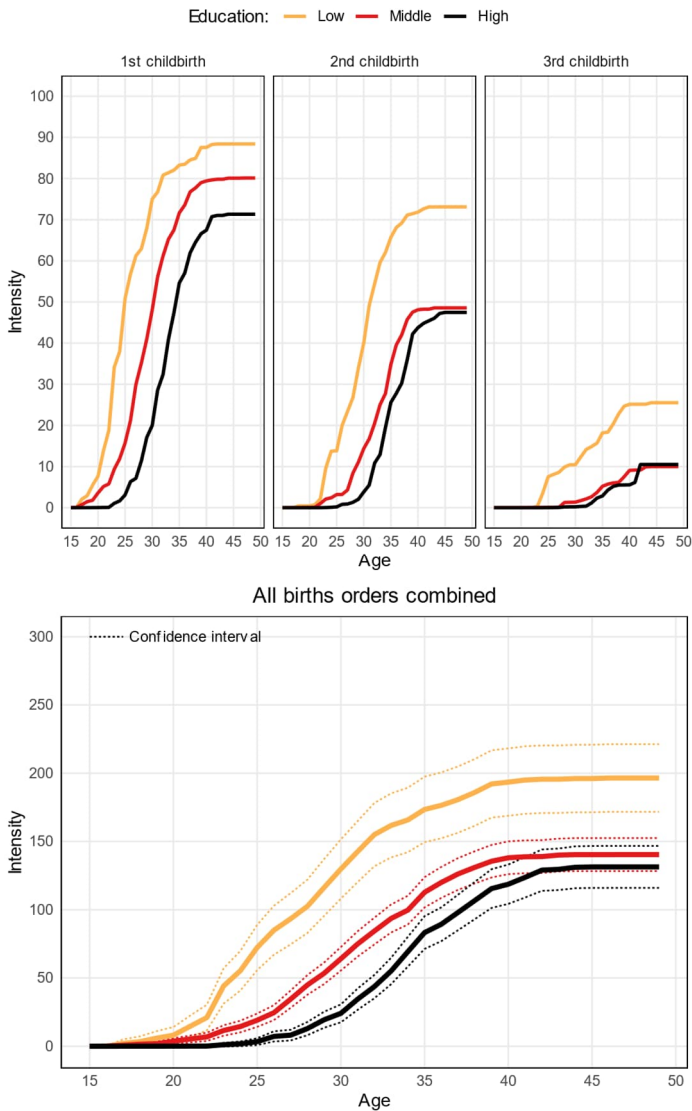 Education: Low Middle High
1st childbirth 2nd childbirth 3rd childbirth
100
90
80
70
60
50
40
30
20
10
0
Intensity
15 20 25 30 35 40 45 50 15 20 25 30 35 40 45 50 15 20 25 30 35 40 45 50
Age
All births orders combined
Confidence interval
300
250
200
150
100
50
0
Intensity
15 20 25 30 35 40 45 50
Age